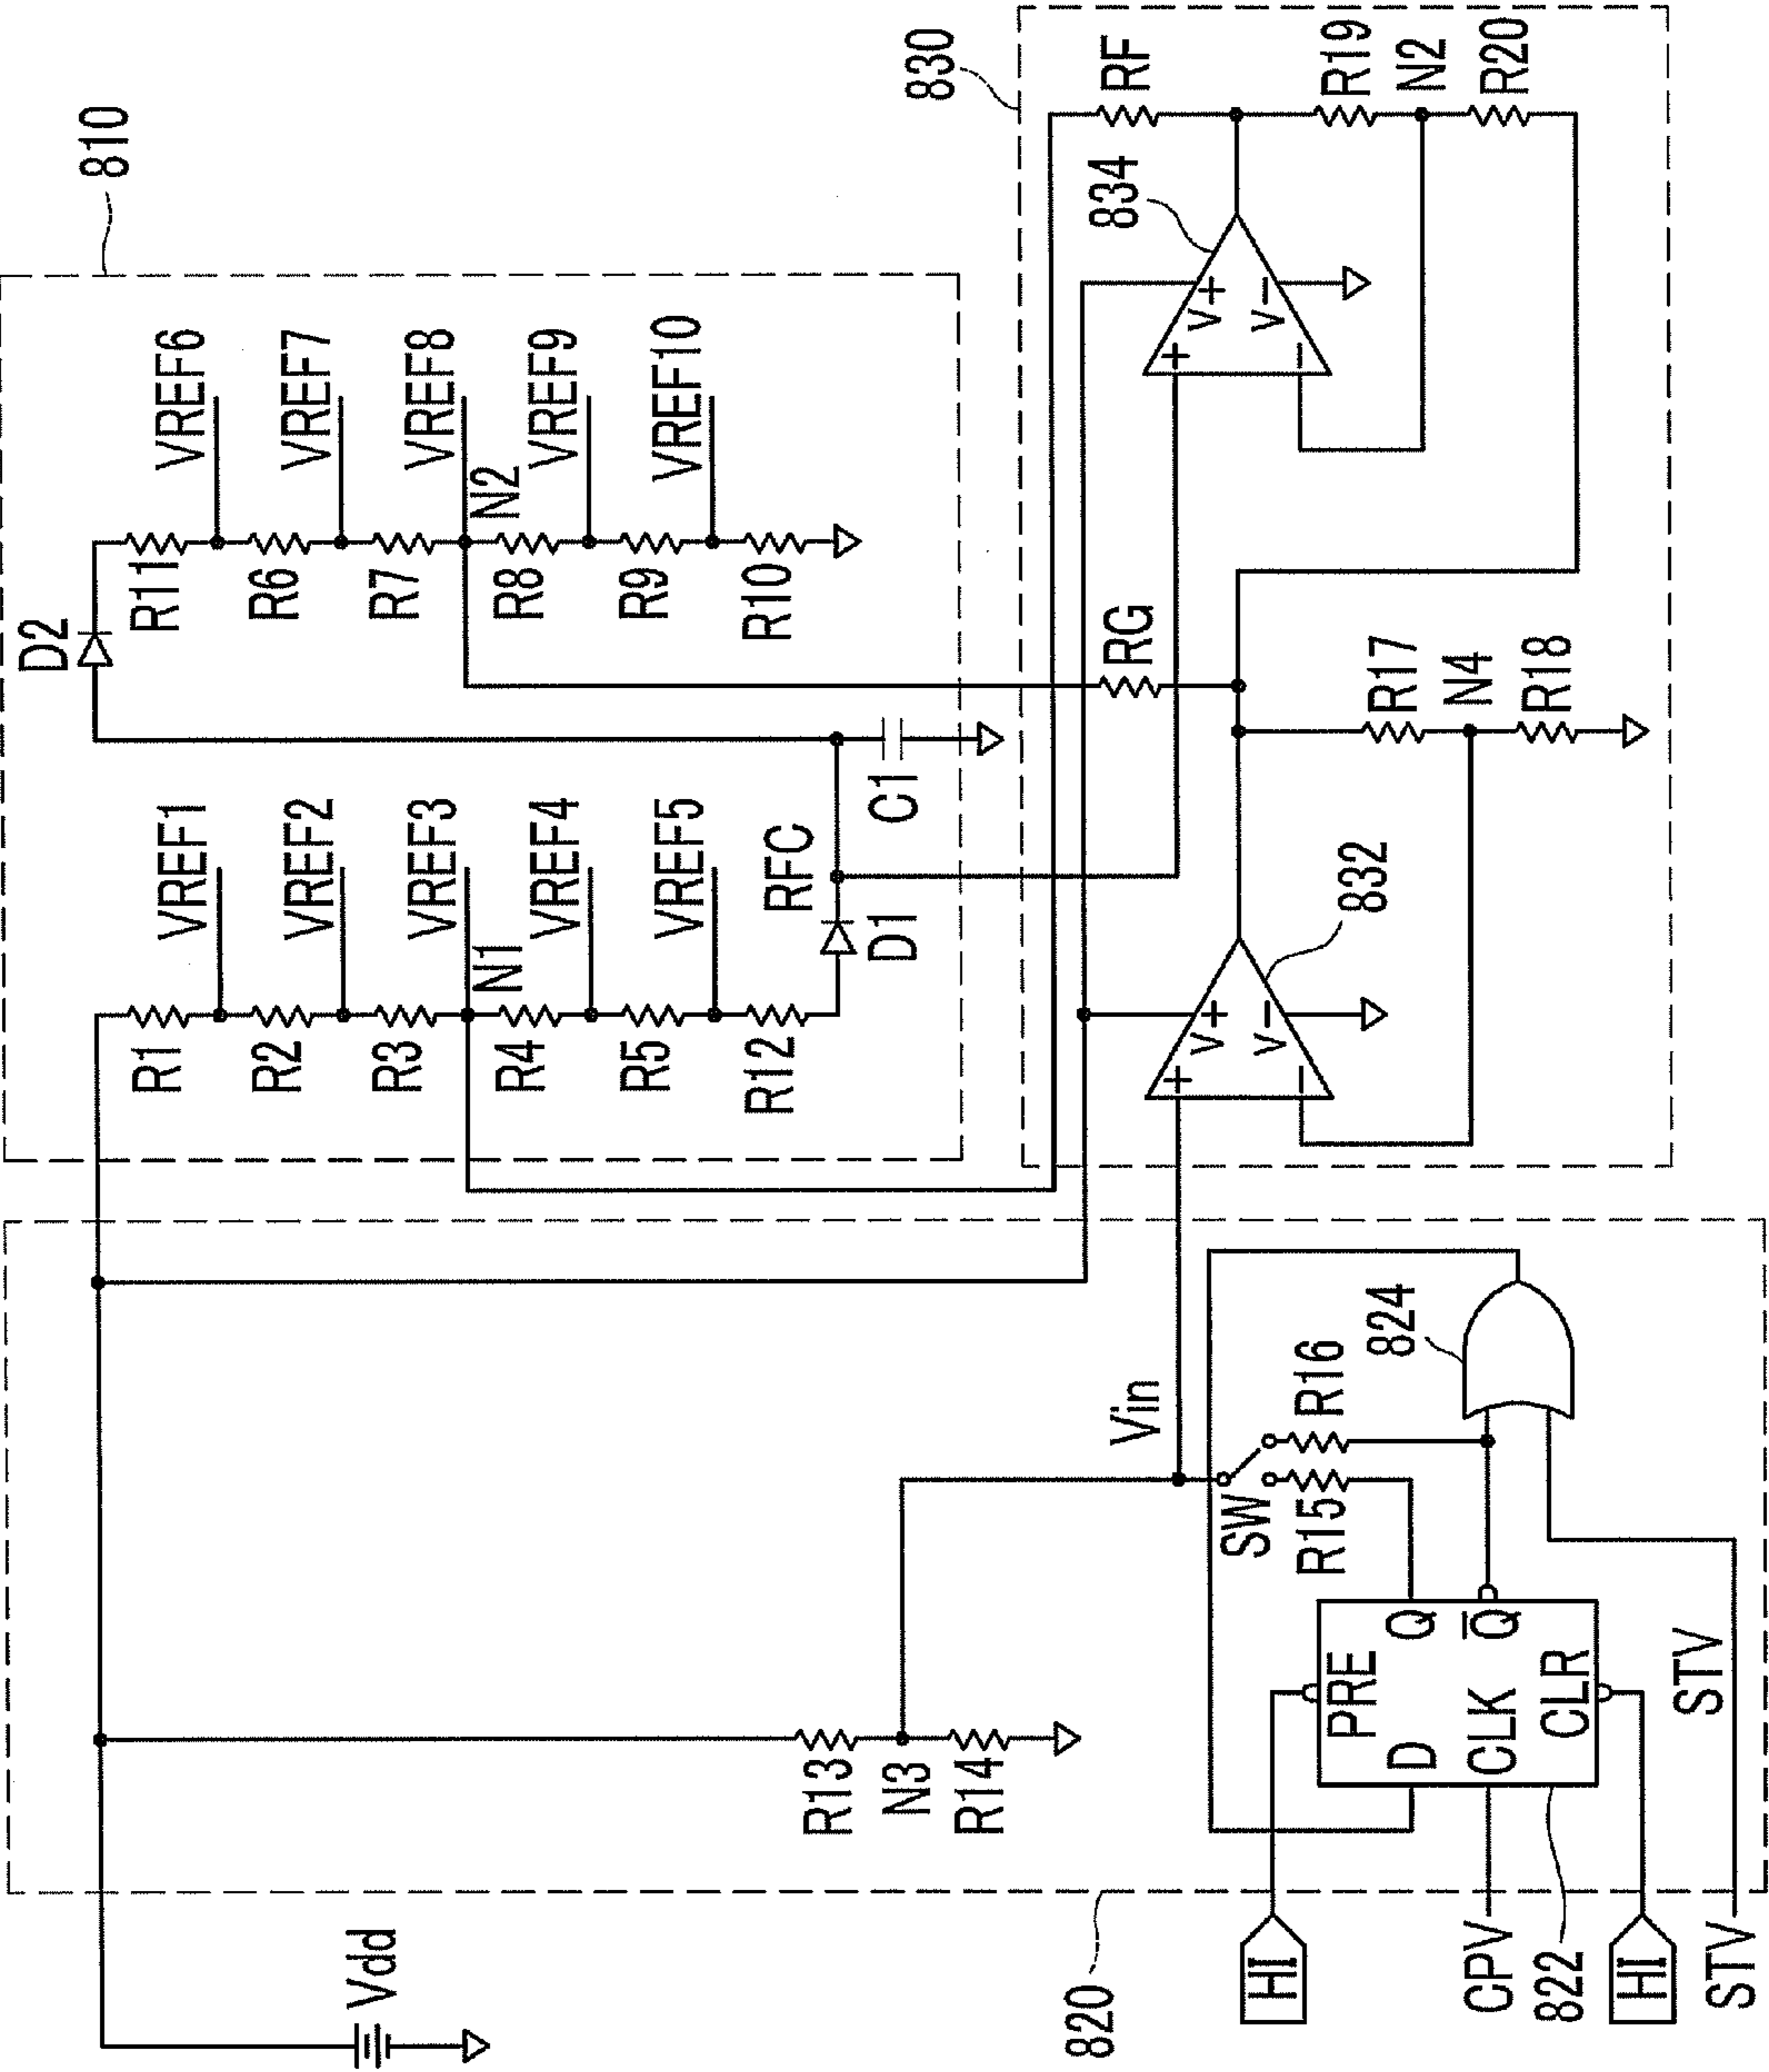 810
D2
R11
VREF6
R6
VREF7
R7
VREF8
N2
R8
VREF9
R9
VREF10
R10
R1
VREF1
R2
VREF2
R3
VREF3
N1
R4
VREF4
R5
VREF5
R12
RFC
D1
C1
830
RF
R19
N2
R20
834
+
−
V+
V−
RG
R17
N4
R18
832
+
−
V+
V−
Vdd
R13
N3
R14
Vin
SW
R15
R16
824
PRE
D
Q
CLK
Q̅
CLR
820
HI
CPV
822
HI
STV
STV